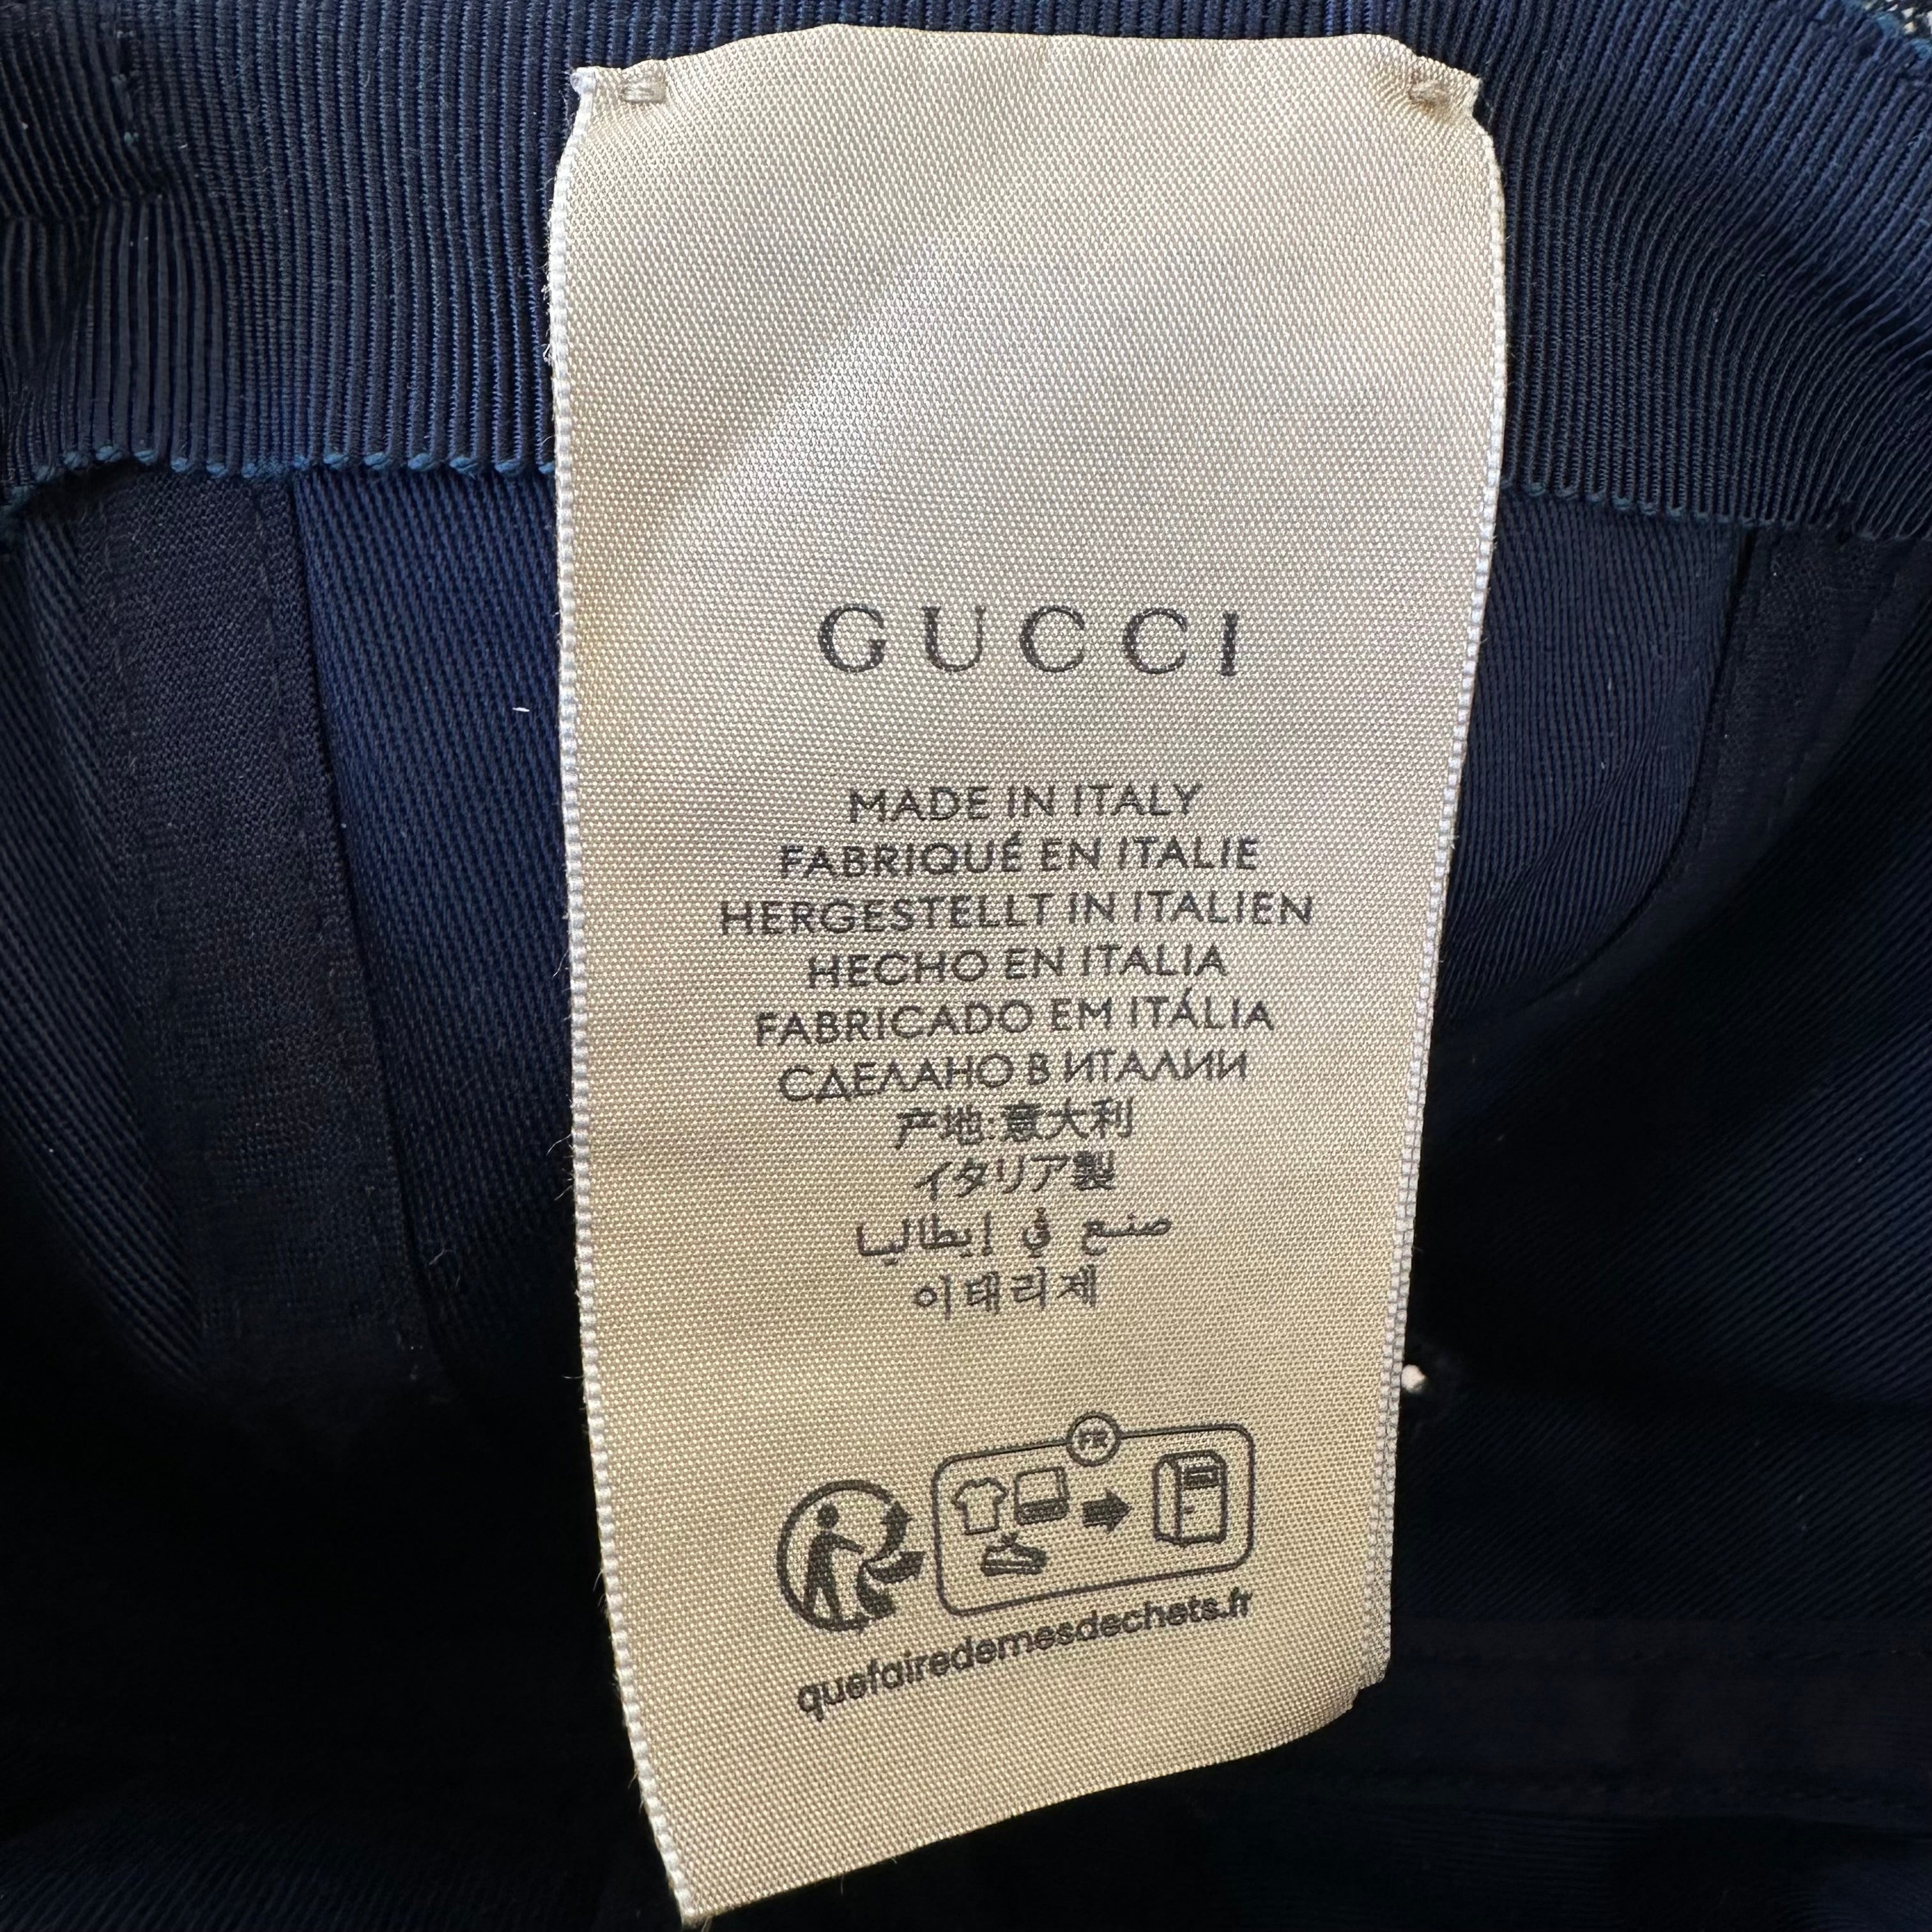 GUCCI
MADE IN ITALY
FABRIQUÉ EN ITALIE
HERGESTELLT IN ITALIEN
HECHO EN ITALIA
FABRICADO EM ITÁLIA
СДЕЛАНО В ИТАЛИИ
产地:意大利
イタリア製
صنع في إيطاليا
이태리제
FR
quefairedemesdechets.fr